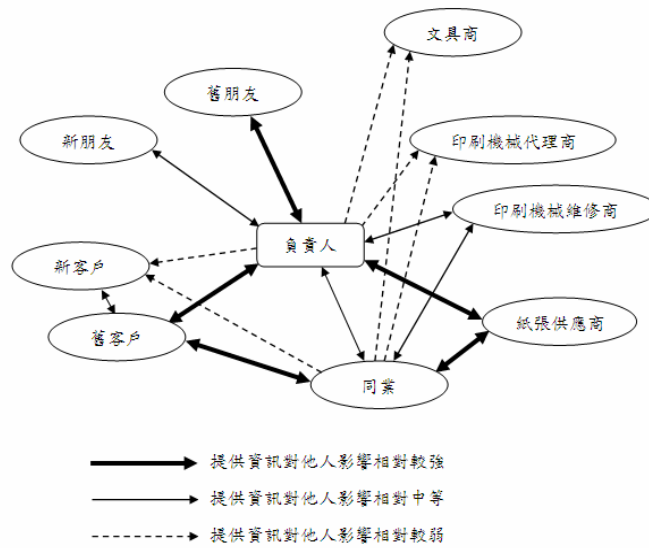 文具商
舊朋友
新朋友
印刷機械代理商
印刷機械維修商
負責人
新客戶
舊客戶
紙張供應商
同業
提供資訊對他人影響相對較強
提供資訊對他人影響相對中等
提供資訊對他人影響相對較弱